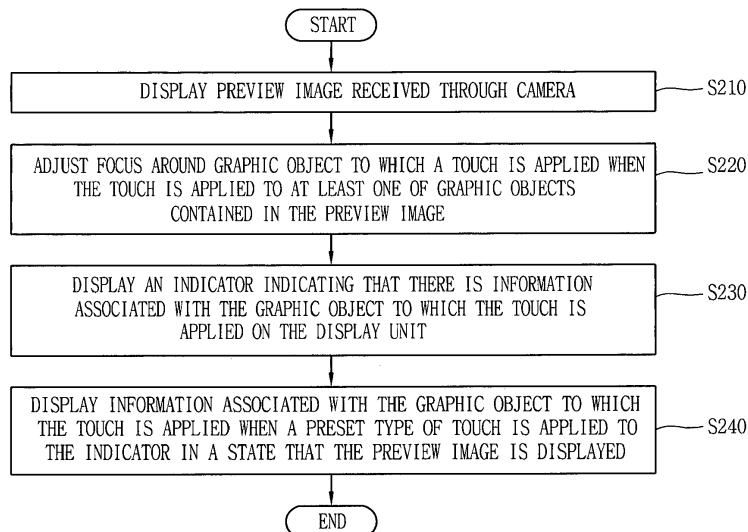 START
DISPLAY PREVIEW IMAGE RECEIVED THROUGH CAMERA
S210
ADJUST FOCUS AROUND GRAPHIC OBJECT TO WHICH A TOUCH IS APPLIED WHEN
THE TOUCH IS APPLIED TO AT LEAST ONE OF GRAPHIC OBJECTS
CONTAINED IN THE PREVIEW IMAGE
S220
DISPLAY AN INDICATOR INDICATING THAT THERE IS INFORMATION
ASSOCIATED WITH THE GRAPHIC OBJECT TO WHICH THE TOUCH IS
APPLIED ON THE DISPLAY UNIT
S230
DISPLAY INFORMATION ASSOCIATED WITH THE GRAPHIC OBJECT TO WHICH
THE TOUCH IS APPLIED WHEN A PRESET TYPE OF TOUCH IS APPLIED TO
THE INDICATOR IN A STATE THAT THE PREVIEW IMAGE IS DISPLAYED
S240
END